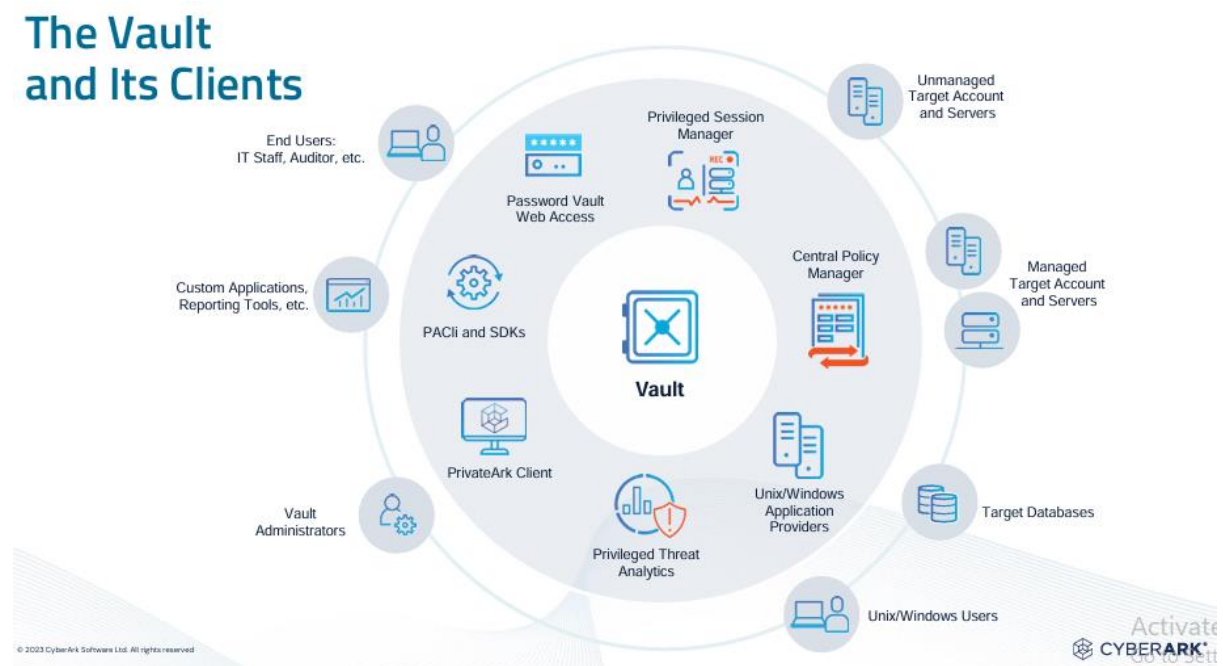 The Vault
and Its Clients
End Users:
IT Staff, Auditor, etc.
Password Vault
Web Access
Privileged Session
Manager
REC
Unmanaged
Target Account
and Servers
Custom Applications,
Reporting Tools, etc.
PACli and SDKs
Central Policy
Manager
Managed
Target Account
and Servers
Vault
PrivateArk Client
Vault
Administrators
Privileged Threat
Analytics
Unix/Windows
Application
Providers
Target Databases
Unix/Windows Users
© 2023 CyberArk Software Ltd. All rights reserved
Activate
Go to Sett
CYBERARK®